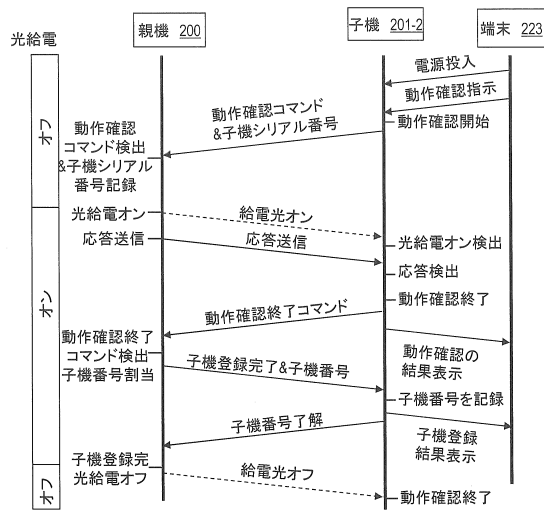 親機 200
子機 201-2
端末 223
光給電
オフ
電源投入
動作確認指示
動作確認コマンド
&子機シリアル番号
動作確認開始
動作確認
コマンド検出
&子機シリアル
番号記録
オン
光給電オン
給電光オン
応答送信
応答送信
光給電オン検出
応答検出
動作確認終了
動作確認終了コマンド
動作確認終了
コマンド検出
子機番号割当
動作確認の
結果表示
子機登録完了&子機番号
子機番号を記録
子機番号了解
子機登録
結果表示
子機登録完
光給電オフ
オフ
給電光オフ
動作確認終了